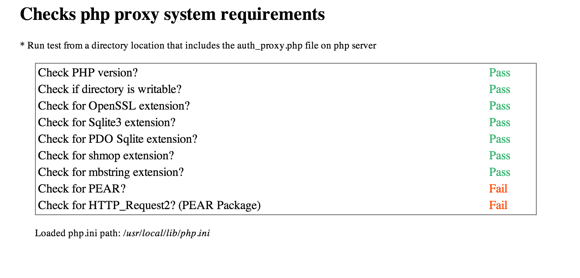 Checks php proxy system requirements
* Run test from a directory location that includes the auth_proxy.php file on php server
Check PHP version? Pass
Check if directory is writable? Pass
Check for OpenSSL extension? Pass
Check for Sqlite3 extension? Pass
Check for PDO Sqlite extension? Pass
Check for shmop extension? Pass
Check for mbstring extension? Pass
Check for PEAR? Fail
Check for HTTP_Request2? (PEAR Package) Fail
Loaded php.ini path: /usr/local/lib/php.ini